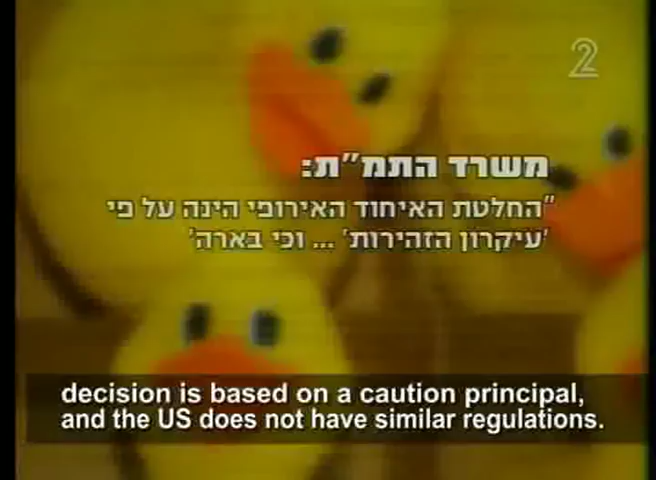 2
משרד התמ״ת:
"החלטת האיחוד האירופי הינה על פי
'עיקרון הזהירות' ... וכי בארה'
decision is based on a caution principal,
and the US does not have similar regulations.